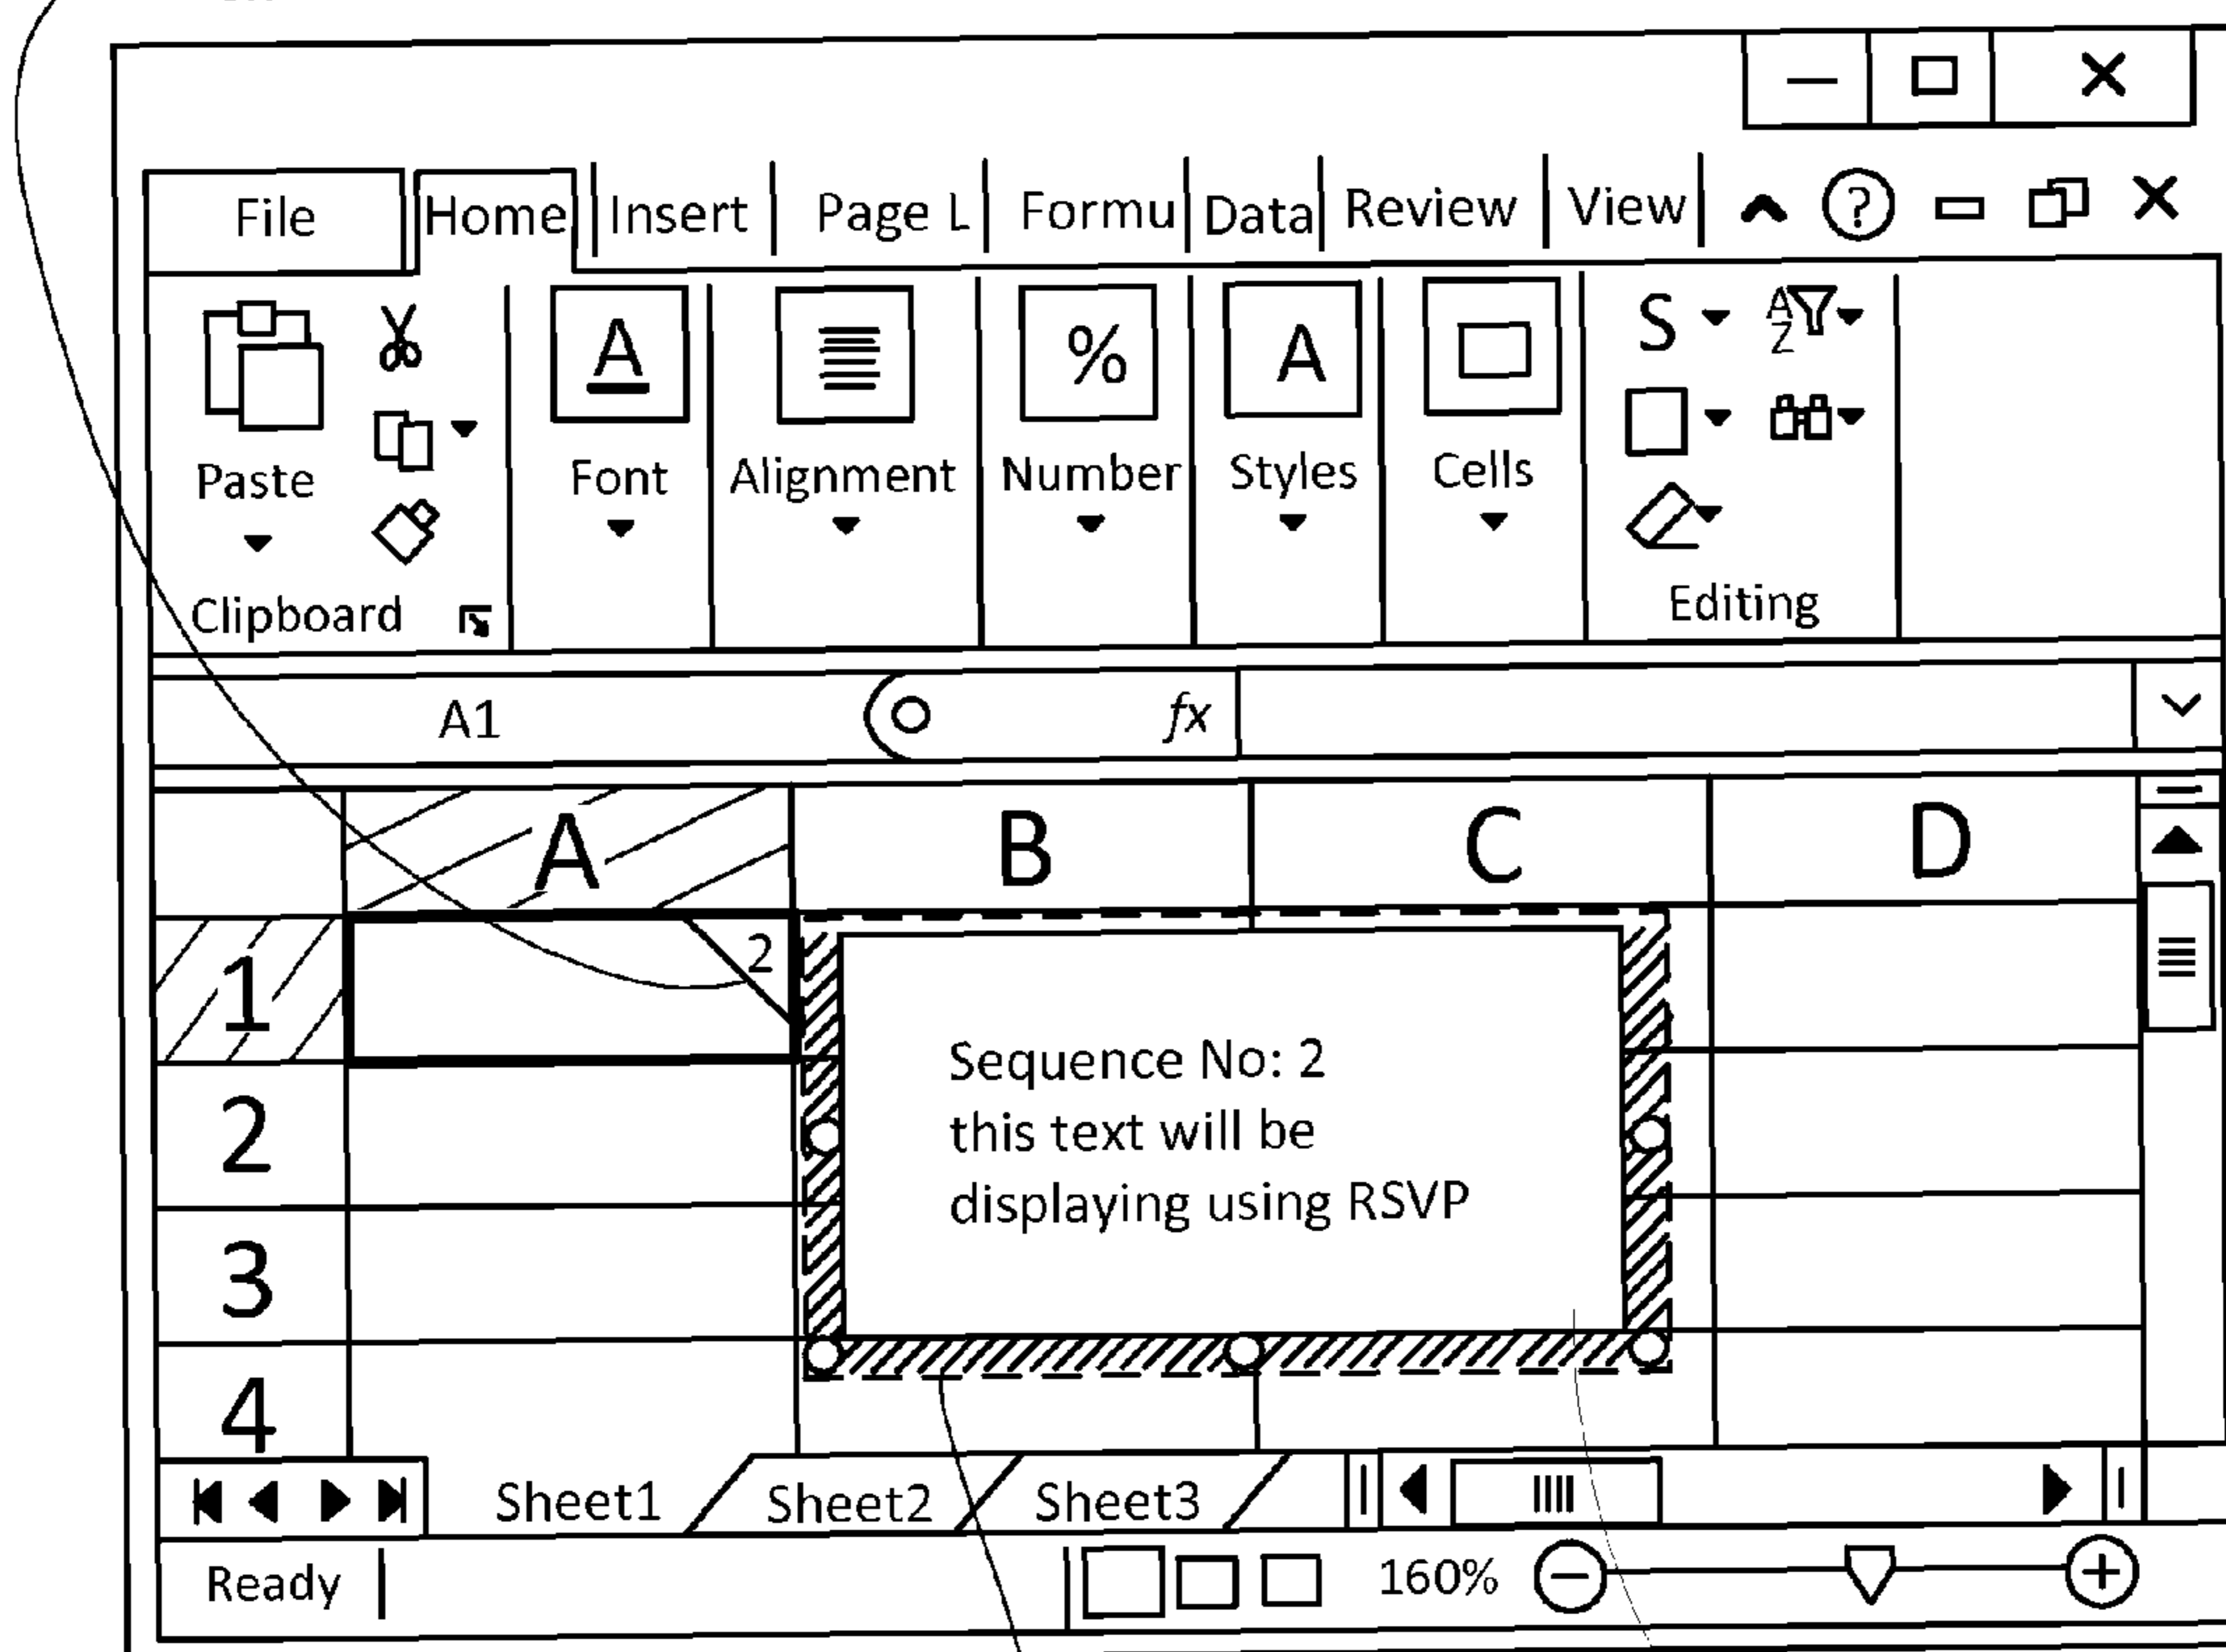 File Home Insert Page L Formu Data Review View ?
A % A S A Z
Paste Font Alignment Number Styles Cells
Clipboard Editing
A1 fx
A B C D
1 2
Sequence No: 2
2 this text will be
displaying using RSVP
3
4
Sheet1 Sheet2 Sheet3
Ready 160%